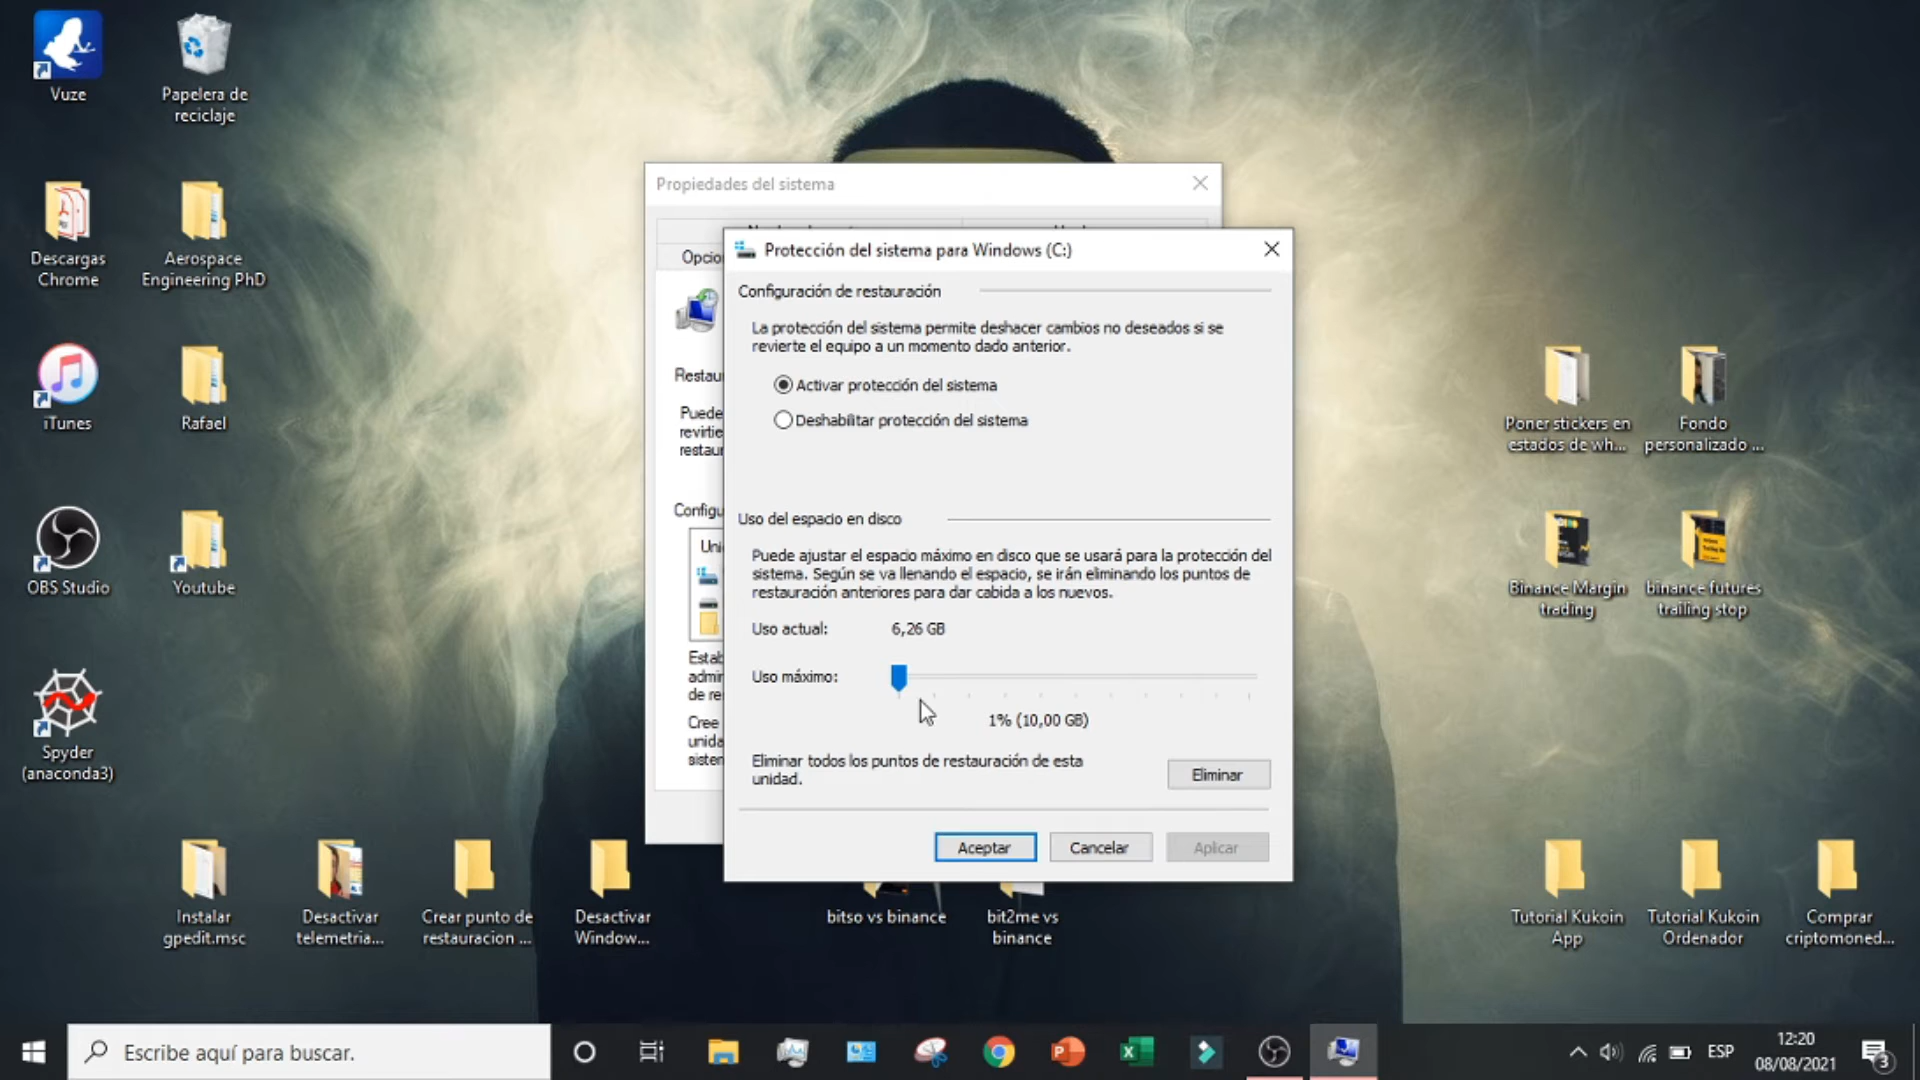 Vuze
Papelera de
reciclaje
Descargas
Chrome
Aerospace
Engineering PhD
iTunes
Rafael
OBS Studio
Youtube
Spyder
(anaconda3)
Propiedades del sistema
Opcio
Restau
Puede
revirtie
restau
Configu
Uni
Estab
admin
de re
Cree
unida
sister
Protección del sistema para Windows (C:)
Configuración de restauración
La protección del sistema permite deshacer cambios no deseados si se
revierte el equipo a un momento dado anterior.
Activar protección del sistema
Deshabilitar protección del sistema
Uso del espacio en disco
Puede ajustar el espacio máximo en disco que se usará para la protección del
sistema. Según se va llenando el espacio, se irán eliminando los puntos de
restauración anteriores para dar cabida a los nuevos.
Uso actual: 6,26 GB
Uso máximo:
1% (10,00 GB)
Eliminar todos los puntos de restauración de esta
unidad.
Eliminar
Aceptar Cancelar Aplicar
Poner stickers en
estados de wh...
Fondo
personalizado ...
Binance Margin
trading
binance futures
trailing stop
Instalar
gpedit.msc
Desactivar
telemetria...
Crear punto de
restauracion ...
Desactivar
Window...
bitso vs binance
bit2me vs
binance
Tutorial Kukoin
App
Tutorial Kukoin
Ordenador
Comprar
criptomoned...
Escribe aquí para buscar.
ESP
12:20
08/08/2021
3